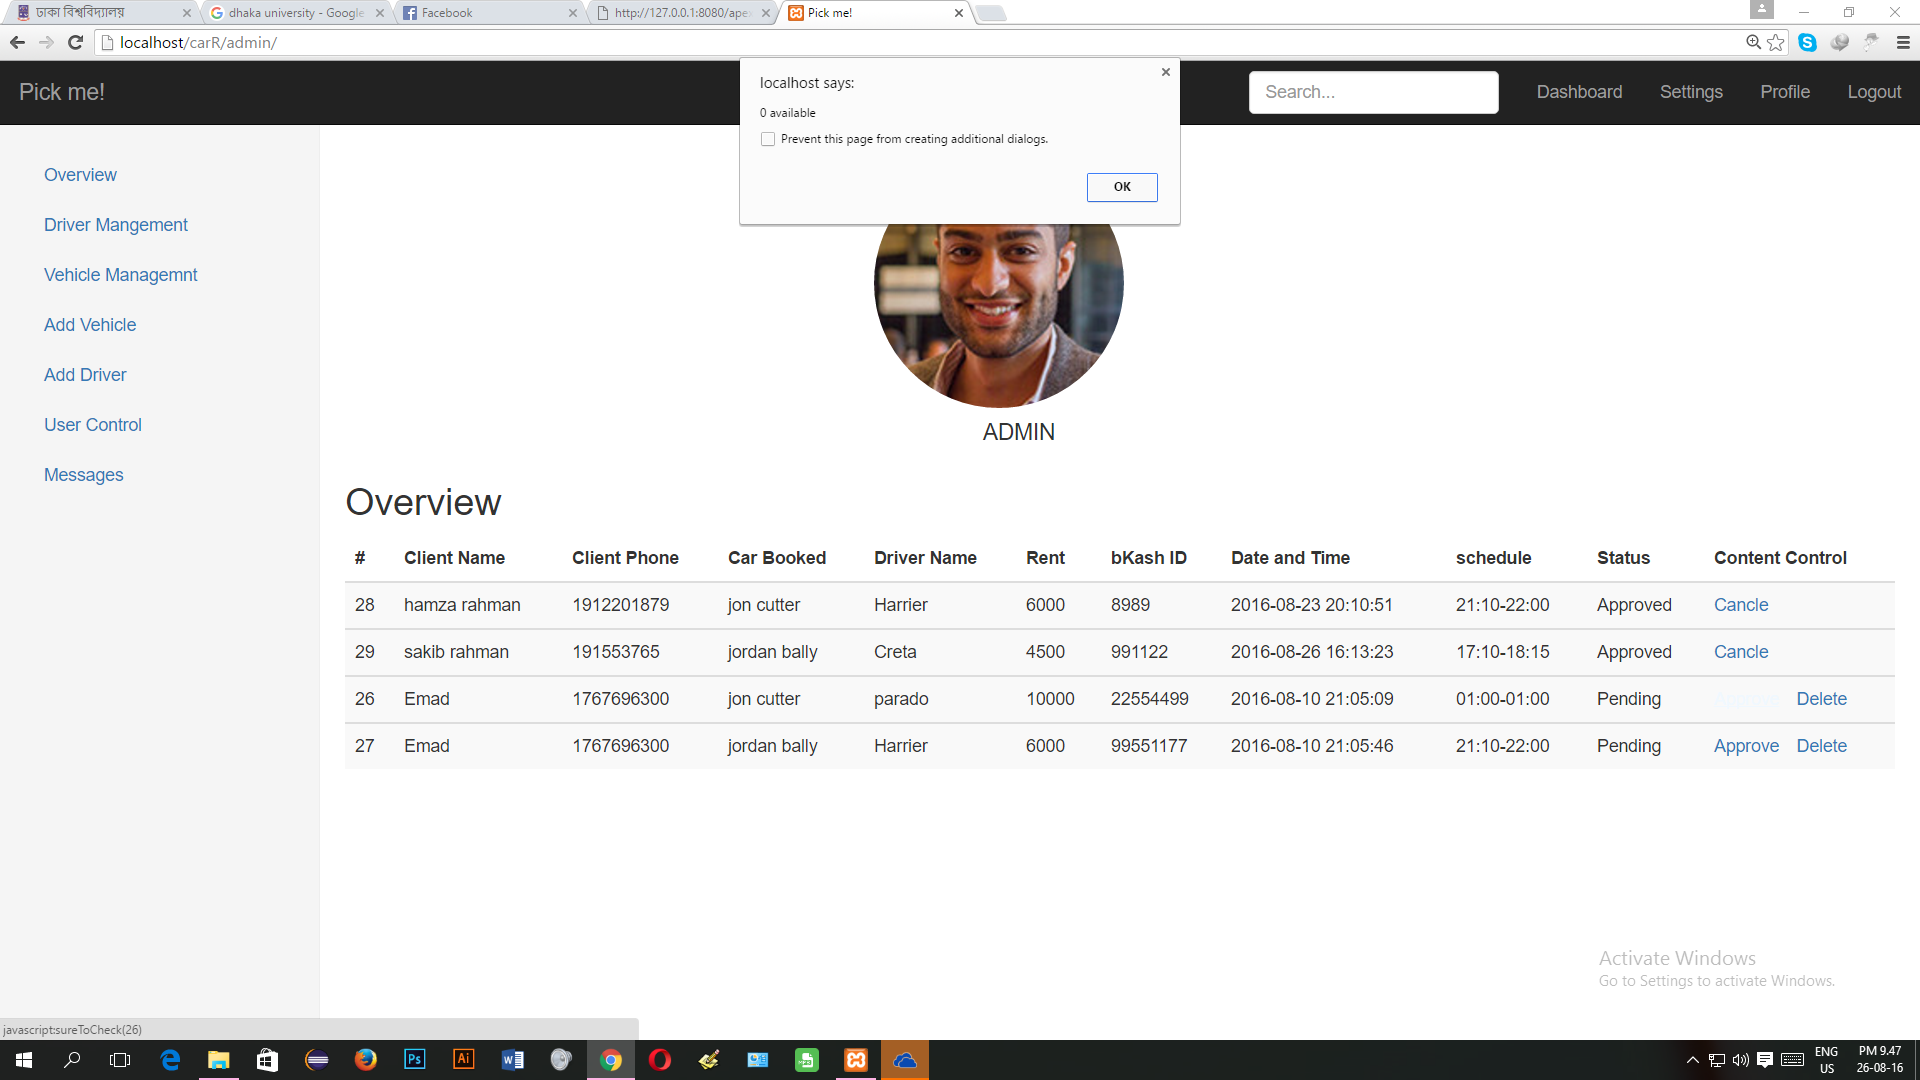 ঢাকা বিশ্ববিদ্যালয়
dhaka university - Google
Facebook
http://127.0.0.1:8080/ape
Pick me!
localhost/carR/admin/
Pick me!
Search...
Dashboard
Settings
Profile
Logout
localhost says:
0 available
Prevent this page from creating additional dialogs.
OK
Overview
Driver Mangement
Vehicle Managemnt
Add Vehicle
Add Driver
User Control
Messages
ADMIN
Overview
# Client Name Client Phone Car Booked Driver Name Rent bKash ID Date and Time schedule Status Content Control
28 hamza rahman 1912201879 jon cutter Harrier 6000 8989 2016-08-23 20:10:51 21:10-22:00 Approved Cancle
29 sakib rahman 191553765 jordan bally Creta 4500 991122 2016-08-26 16:13:23 17:10-18:15 Approved Cancle
26 Emad 1767696300 jon cutter parado 10000 22554499 2016-08-10 21:05:09 01:00-01:00 Pending Delete
27 Emad 1767696300 jordan bally Harrier 6000 99551177 2016-08-10 21:05:46 21:10-22:00 Pending Approve Delete
Activate Windows
Go to Settings to activate Windows.
javascript:sureToCheck(26)
ENG PM 9.47
US 26-08-16